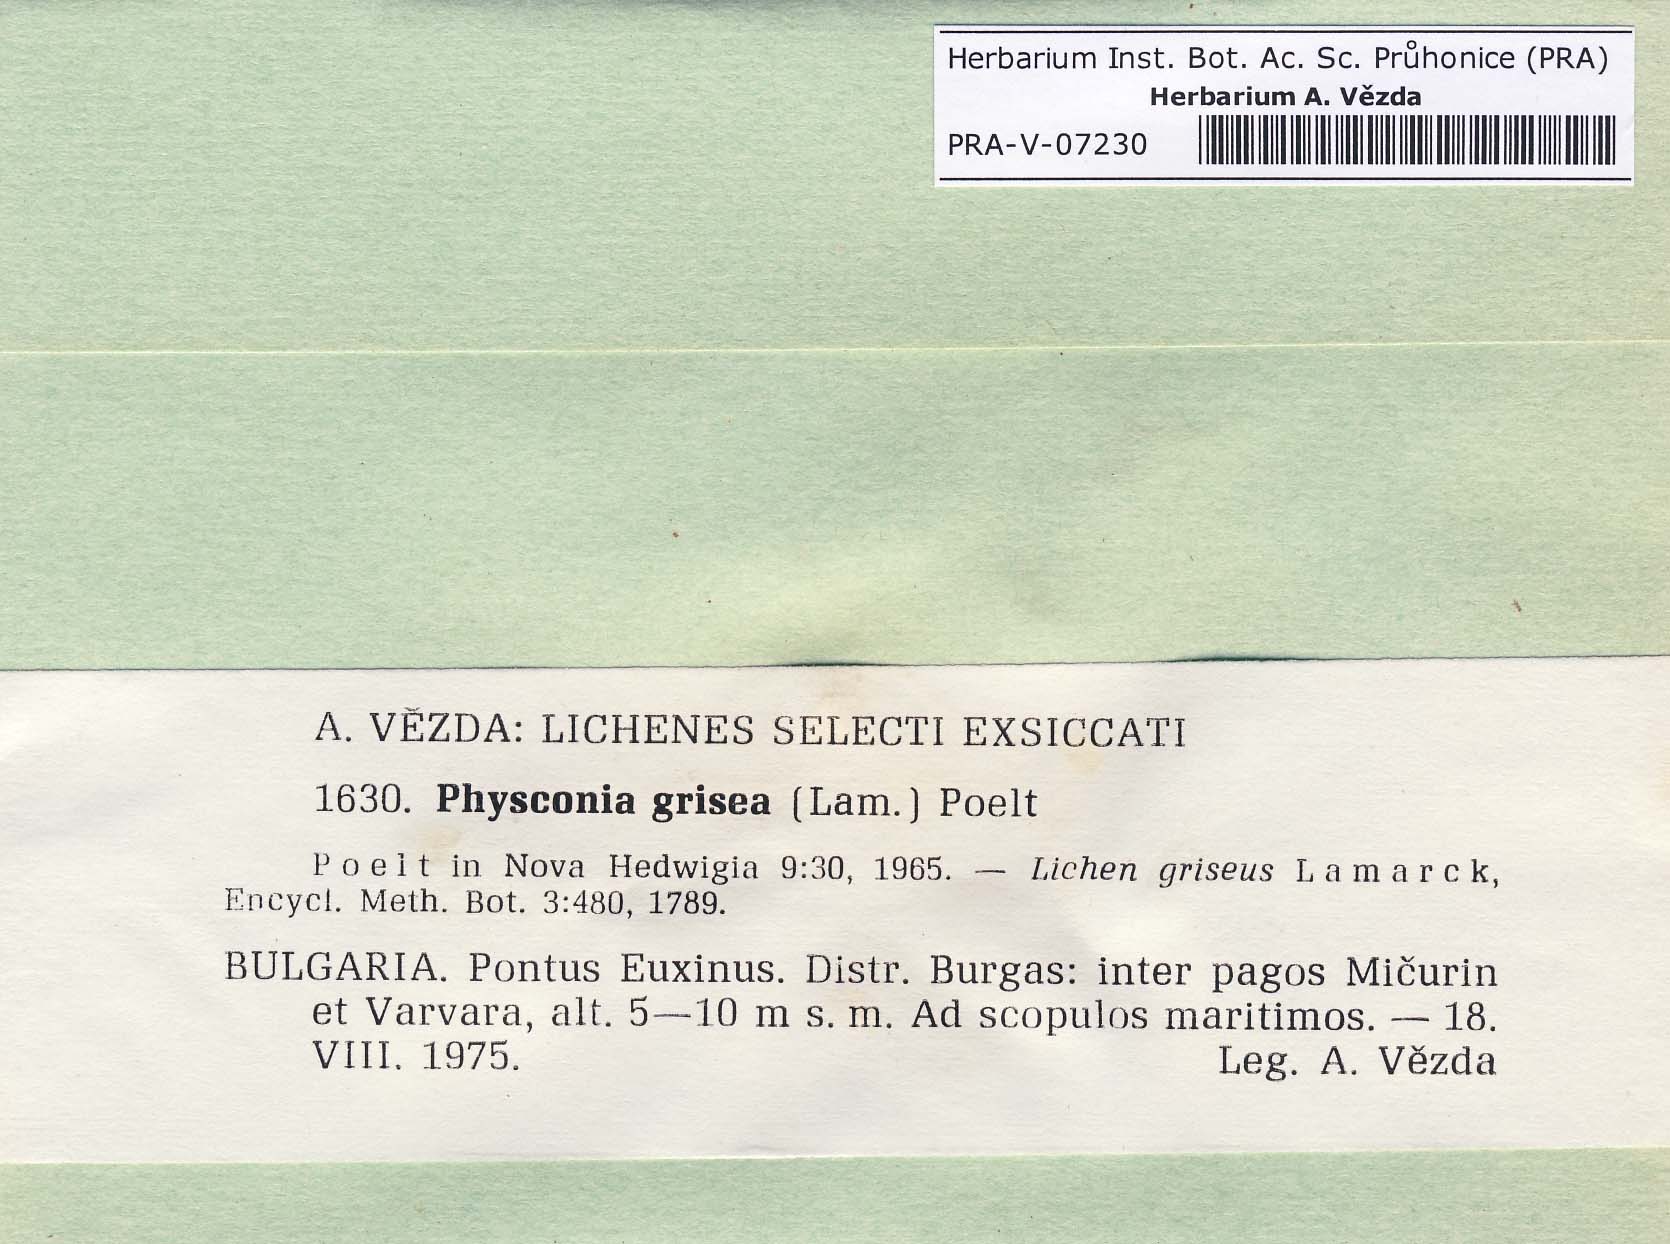 Herbarium Inst. Bot. Ac. Sc. Průhonice (PRA)
Herbarium A. Vězda
PRA-V-07230
A. VĚZDA: LICHENES SELECTI EXSICCATI
1630. Physconia grisea (Lam.) Poelt
Poelt in Nova Hedwigia 9:30, 1965. — Lichen griseus Lamarck,
Encycl. Meth. Bot. 3:480, 1789.
BULGARIA. Pontus Euxinus. Distr. Burgas: inter pagos Mičurin
et Varvara, alt. 5—10 m s. m. Ad scopulos maritimos. — 18.
VIII. 1975. Leg. A. Vězda